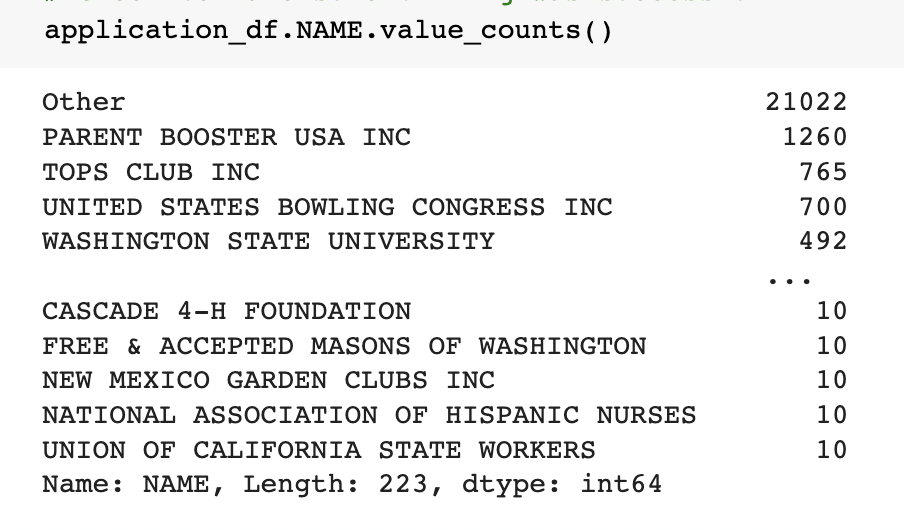 application_df.NAME.value_counts()
Other 21022
PARENT BOOSTER USA INC 1260
TOPS CLUB INC 765
UNITED STATES BOWLING CONGRESS INC 700
WASHINGTON STATE UNIVERSITY 492
...
CASCADE 4-H FOUNDATION 10
FREE & ACCEPTED MASONS OF WASHINGTON 10
NEW MEXICO GARDEN CLUBS INC 10
NATIONAL ASSOCIATION OF HISPANIC NURSES 10
UNION OF CALIFORNIA STATE WORKERS 10
Name: NAME, Length: 223, dtype: int64